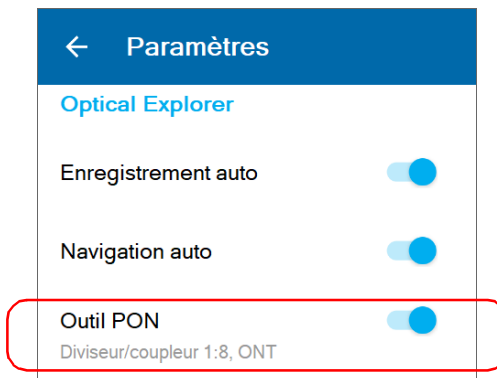 Paramètres
Optical Explorer
Enregistrement auto
Navigation auto
Outil PON
Diviseur/coupleur 1:8, ONT